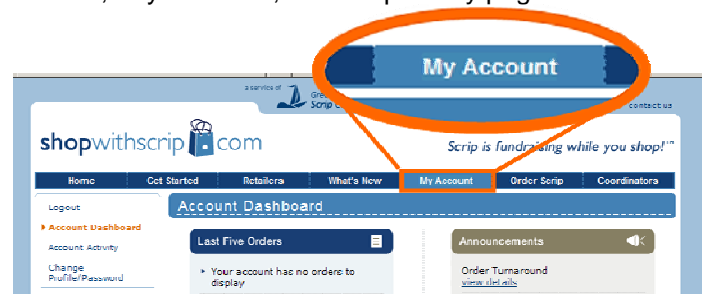 My Account
a service of
Scrip
contact us
shopwithscrip.com
Scrip is fundraising while you shop!™
Home Get Started Retailers What's New My Account Order Scrip Coordinators
Logout
Account Dashboard
Account Dashboard
Account Activity
Change
Profile/Password
Last Five Orders
Your account has no orders to
display
Announcements
Order Turnaround
view details